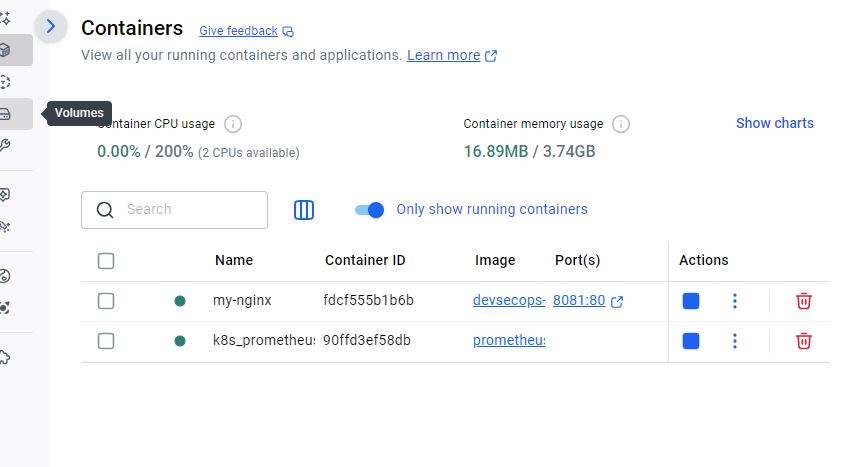 Containers Give feedback
View all your running containers and applications. Learn more
Volumes
ontainer CPU usage
0.00% / 200% (2 CPUs available)
Container memory usage
16.89MB / 3.74GB
Show charts
Search
Only show running containers
Name Container ID Image Port(s) Actions
my-nginx fdcf555b1b6b devsecops- 8081:80
k8s_prometheus 90ffd3ef58db prometheus